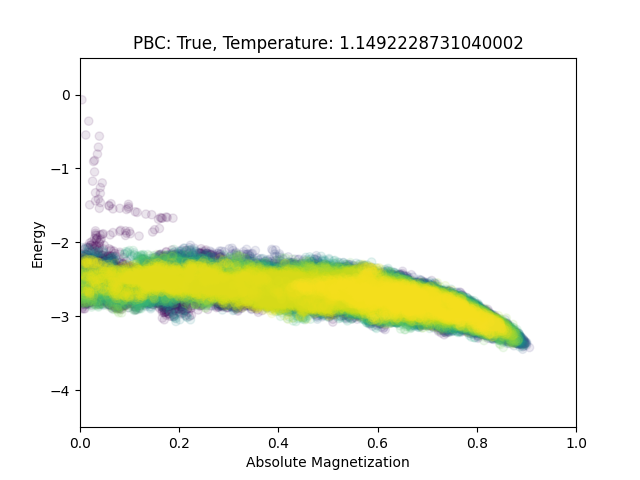 PBC: True, Temperature: 1.1492228731040002
0
−1
−2
−3
−4
Energy
0.0 0.2 0.4 0.6 0.8 1.0
Absolute Magnetization